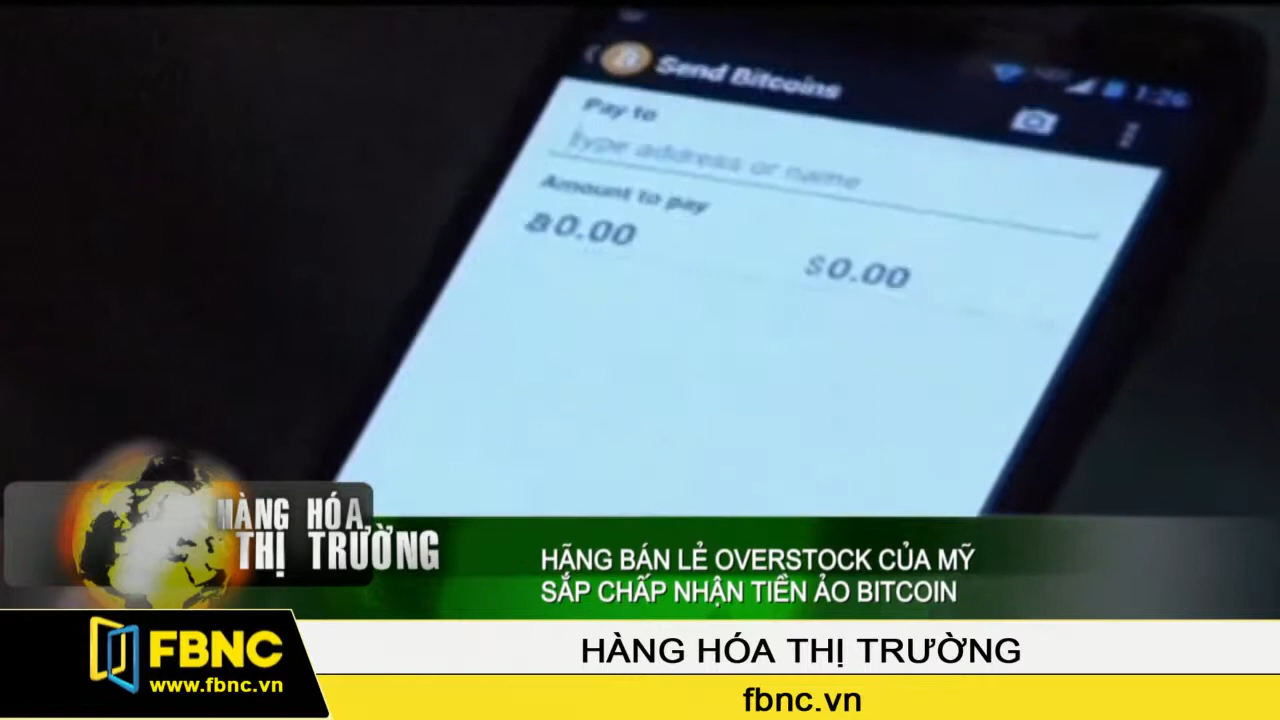 Send Bitcoins
1:26
Pay to
Type address or name
Amount to pay
฿0.00
$0.00
HÀNG HÓA
THỊ TRƯỜNG
HÃNG BÁN LẺ OVERSTOCK CỦA MỸ
SẮP CHẤP NHẬN TIỀN ẢO BITCOIN
FBNC
www.fbnc.vn
HÀNG HÓA THỊ TRƯỜNG
fbnc.vn